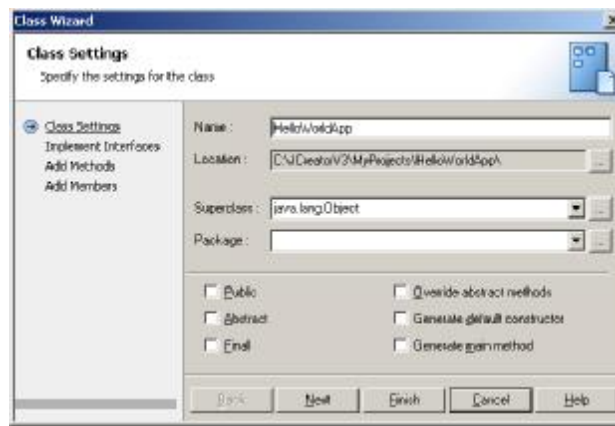 Class Wizard
Class Settings
Specify the settings for the class
Class Settings
Implement Interfaces
Add Methods
Add Members
Name :
HelloWorldApp
Location :
C:\JCreatorV3\MyProjects\HelloWorldApp\
...
Superclass :
java.lang.Object
...
Package :
...
Public
Override abstract methods
Abstract
Generate default constructor
Final
Generate main method
Back
Next
Finish
Cancel
Help